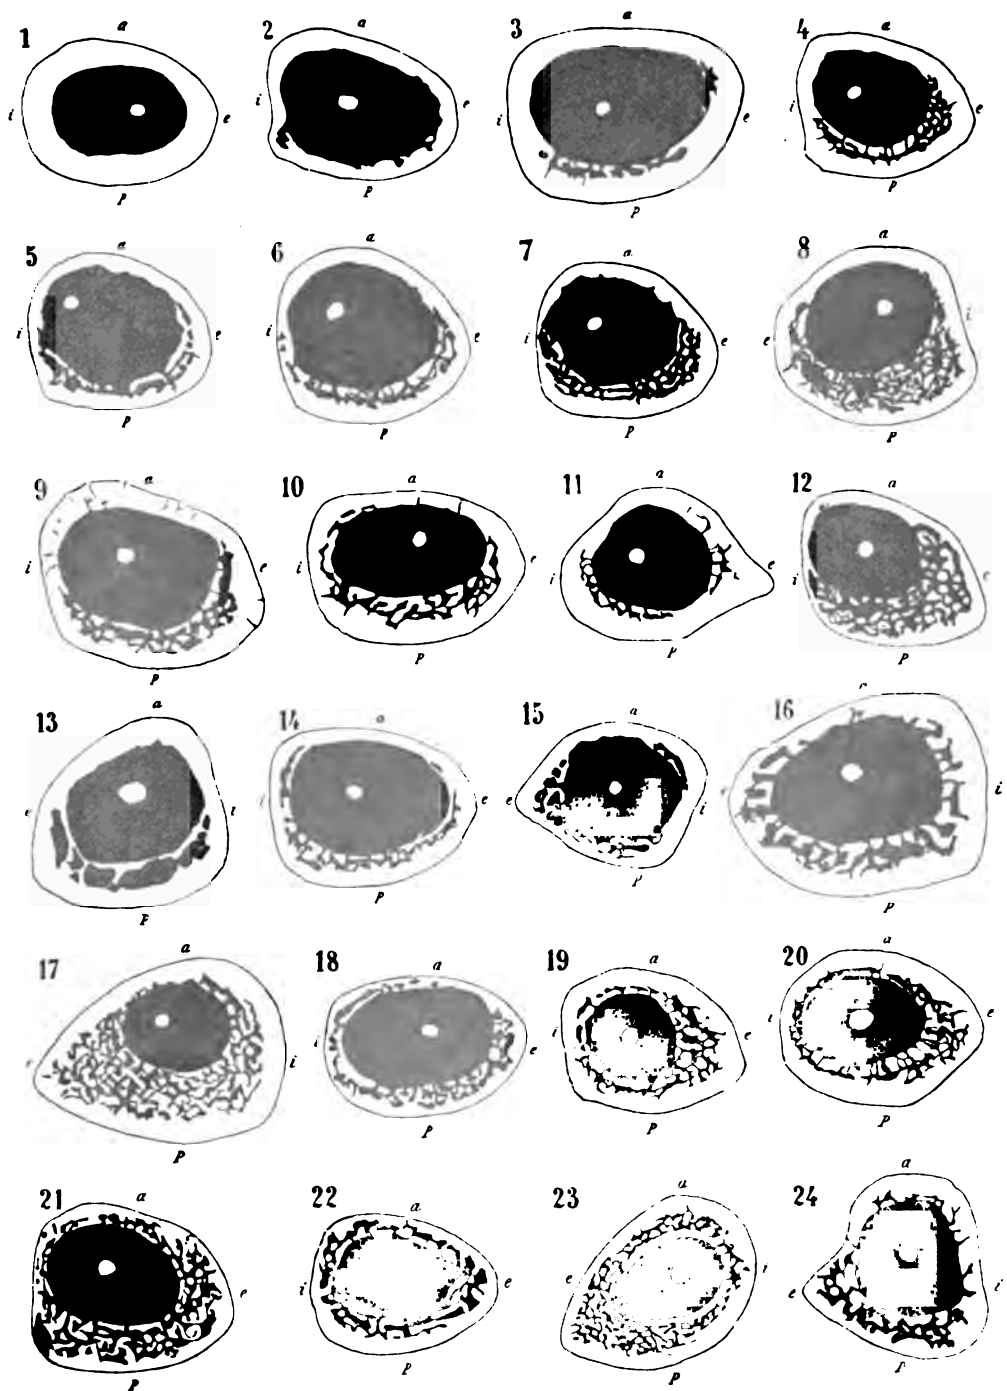 1 a i e P
2 a i e P
3 a i e P
4 a i e P
5 a i e P
6 a i e P
7 a i e P
8 a e i P
9 a i e P
10 a i e P
11 a i e P
12 a i e P
13 a e i P
14 a i e P
15 a e i P
16 a e i P
17 a e i P
18 a i e P
19 a i e P
20 a i e P
21 a e P
22 a i e P
23 a e i P
24 a e i P